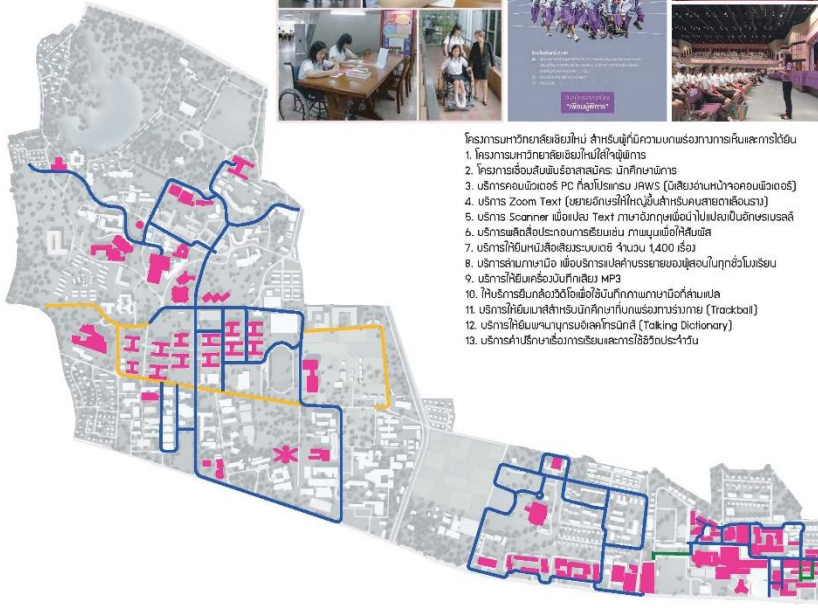 "เพื่อนผู้พิการ"
โครงการมหาวิทยาลัยเชียงใหม่ สำหรับผู้ที่มีความบกพร่องทางการเห็นและการได้ยิน
1. โครงการมหาวิทยาลัยเชียงใหม่ใส่ใจผู้พิการ
2. โครงการเชื่อมสัมพันธ์อาสาสมัคร: นักศึกษาพิการ
3. บริการคอมพิวเตอร์ PC ที่ลงโปรแกรม JAWS (มีเสียงอ่านหน้าจอคอมพิวเตอร์)
4. บริการ Zoom Text (ขยายอักษรให้ใหญ่ขึ้นสำหรับคนสายตาเลือนราง)
5. บริการ Scanner เพื่อแปลง Text ภาษาอังกฤษเพื่อนำไปแปลงเป็นอักษรเบรลล์
6. บริการผลิตสื่อประกอบการเรียนเช่น ภาพนูนเพื่อให้สัมผัส
7. บริการให้ยืมหนังสือเสียงระบบเดซี จำนวน 1,400 เรื่อง
8. บริการล่ามภาษามือ เพื่อบริการแปลคำบรรยายของผู้สอนในทุกชั่วโมงเรียน
9. บริการให้ยืมเครื่องบันทึกเสียง MP3
10. ให้บริการยืมกล้องวิดีโอเพื่อใช้บันทึกภาพภาษามือที่ล่ามแปล
11. บริการให้ยืมเมาส์สำหรับนักศึกษาที่บกพร่องทางร่างกาย (Trackball)
12. บริการให้ยืมพจนานุกรมอิเลคโทรนิกส์ (Talking Dictionary)
13. บริการคำปรึกษาเรื่องการเรียนและการใช้ชีวิตประจำวัน